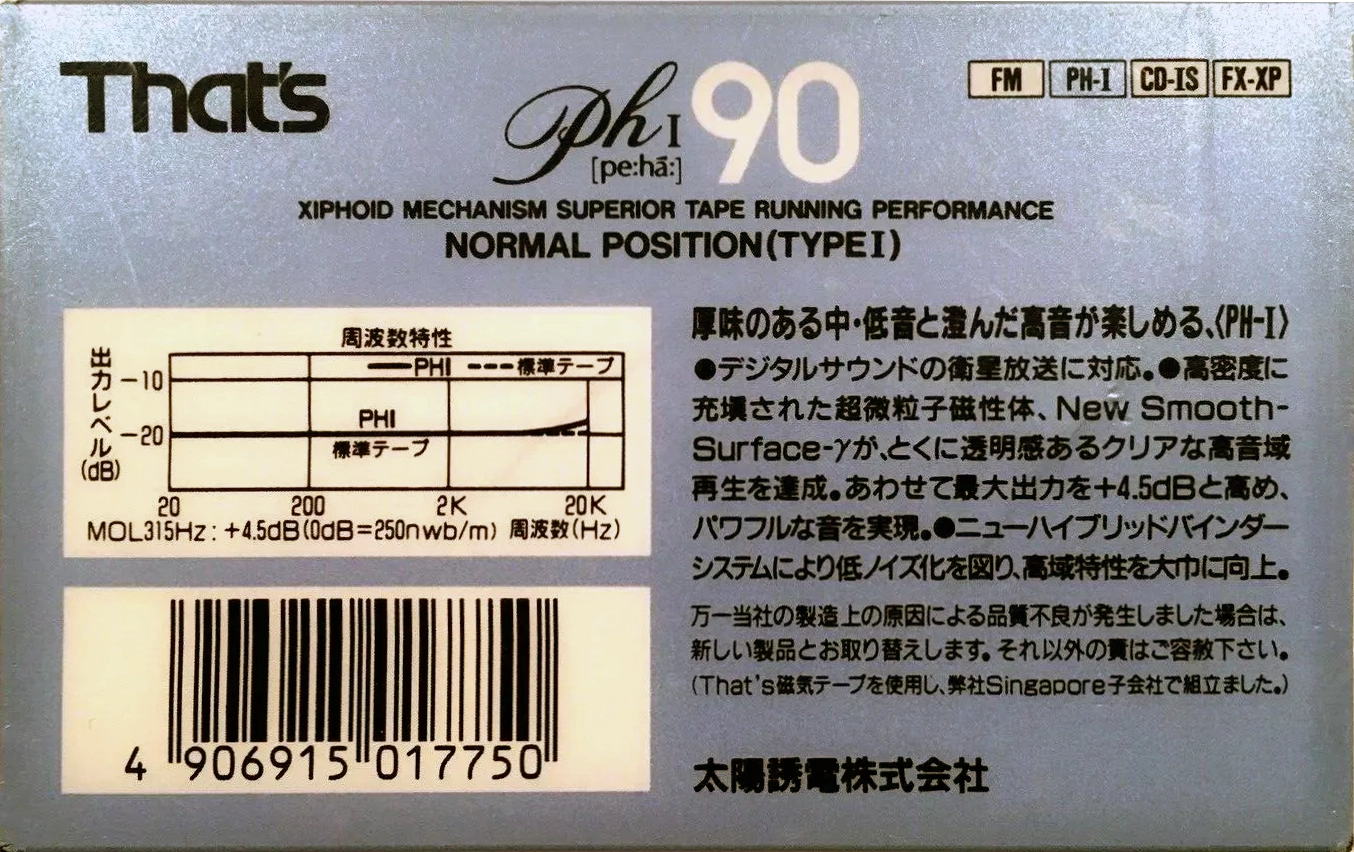 That's
Ph I 90
[pe:hā:]
FM PH-I CD-IS FX-XP
XIPHOID MECHANISM SUPERIOR TAPE RUNNING PERFORMANCE
NORMAL POSITION(TYPE I)
周波数特性
出力レベル(dB)
PHI 標準テープ
-10
PHI
-20
標準テープ
20 200 2K 20K
MOL315Hz: +4.5dB(0dB=250nwb/m) 周波数(Hz)
4 906915 017750
厚味のある中・低音と澄んだ高音が楽しめる、〈PH-I〉
●デジタルサウンドの衛星放送に対応。●高密度に
充塡された超微粒子磁性体、New Smooth-
Surface-γが、とくに透明感あるクリアな高音域
再生を達成。あわせて最大出力を+4.5dBと高め、
パワフルな音を実現。●ニューハイブリッドバインダー
システムにより低ノイズ化を図り、高域特性を大巾に向上。
万一当社の製造上の原因による品質不良が発生しました場合は、
新しい製品とお取り替えします。それ以外の責はご容赦下さい。
(That's磁気テープを使用し、弊社Singapore子会社で組立ました。)
太陽誘電株式会社